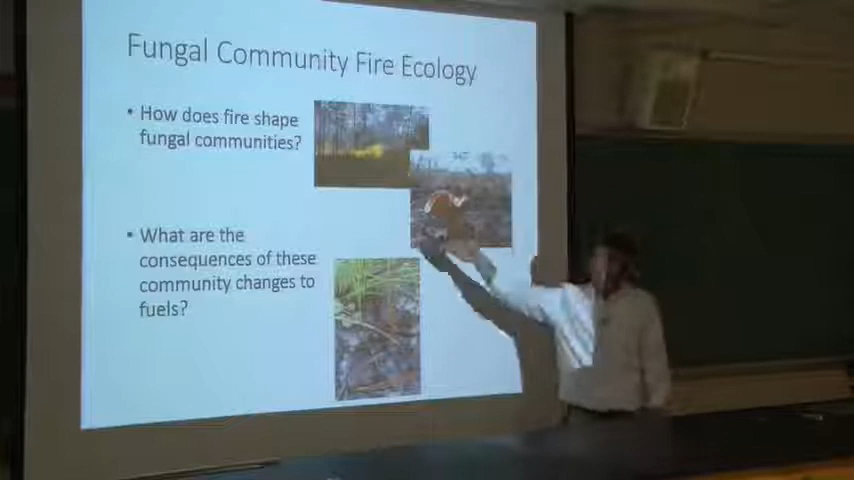 Fungal Community Fire Ecology
• How does fire shape
fungal communities?
• What are the
consequences of these
community changes to
fuels?